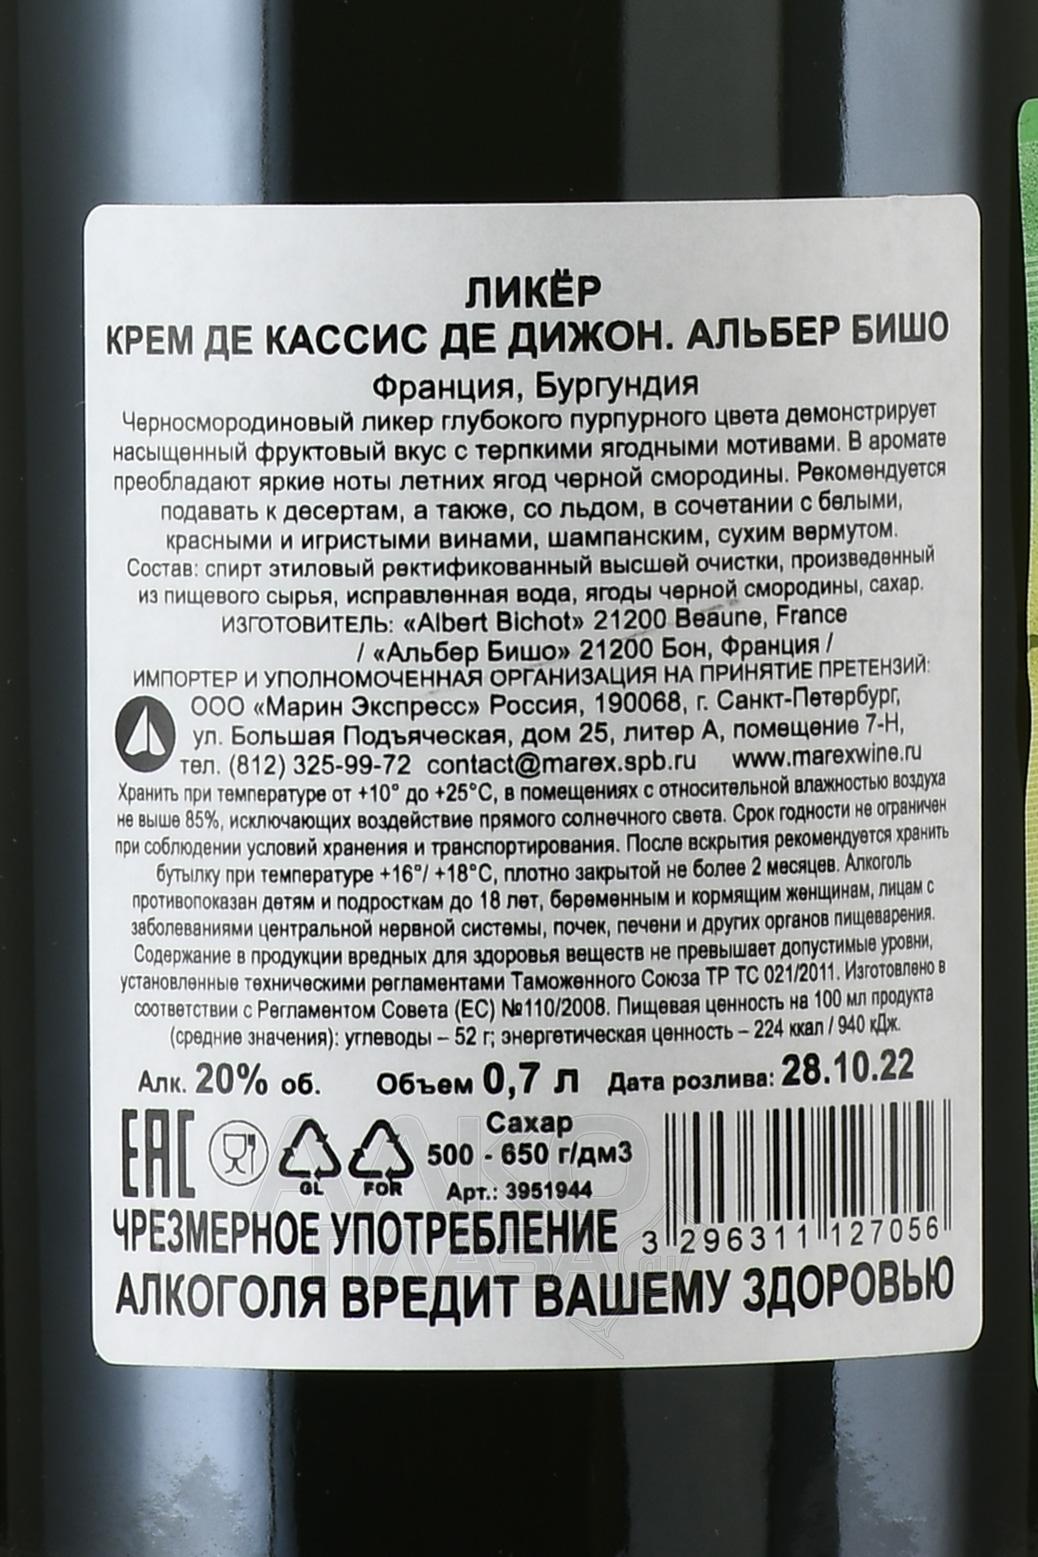 ЛИКЁР
КРЕМ ДЕ КАССИС ДЕ ДИЖОН. АЛЬБЕР БИШО
Франция, Бургундия
Черносмородиновый ликер глубокого пурпурного цвета демонстрирует
насыщенный фруктовый вкус с терпкими ягодными мотивами. В аромате
преобладают яркие ноты летних ягод черной смородины. Рекомендуется
подавать к десертам, а также, со льдом, в сочетании с белыми,
красными и игристыми винами, шампанским, сухим вермутом.
Состав: спирт этиловый ректификованный высшей очистки, произведенный
из пищевого сырья, исправленная вода, ягоды черной смородины, сахар.
ИЗГОТОВИТЕЛЬ: «Albert Bichot» 21200 Beaune, France
/ «Альбер Бишо» 21200 Бон, Франция /
ИМПОРТЕР И УПОЛНОМОЧЕННАЯ ОРГАНИЗАЦИЯ НА ПРИНЯТИЕ ПРЕТЕНЗИЙ:
ООО «Марин Экспресс» Россия, 190068, г. Санкт-Петербург,
ул. Большая Подъяческая, дом 25, литер А, помещение 7-Н,
тел. (812) 325-99-72 contact@marex.spb.ru www.marexwine.ru
Хранить при температуре от +10° до +25°С, в помещениях с относительной влажностью воздуха
не выше 85%, исключающих воздействие прямого солнечного света. Срок годности не ограничен
при соблюдении условий хранения и транспортирования. После вскрытия рекомендуется хранить
бутылку при температуре +16°/ +18°С, плотно закрытой не более 2 месяцев. Алкоголь
противопоказан детям и подросткам до 18 лет, беременным и кормящим женщинам, лицам с
заболеваниями центральной нервной системы, почек, печени и других органов пищеварения.
Содержание в продукции вредных для здоровья веществ не превышает допустимые уровни,
установленные техническими регламентами Таможенного Союза ТР ТС 021/2011. Изготовлено в
соответствии с Регламентом Совета (ЕС) №110/2008. Пищевая ценность на 100 мл продукта
(средние значения): углеводы – 52 г; энергетическая ценность – 224 ккал / 940 кДж.
Алк. 20% об. Объем 0,7 л Дата розлива: 28.10.22
EAC
GL FOR
Сахар
500 - 650 г/дм3
Арт.: 3951944
3 296311 127056
ЧРЕЗМЕРНОЕ УПОТРЕБЛЕНИЕ
АЛКОГОЛЯ ВРЕДИТ ВАШЕМУ ЗДОРОВЬЮ